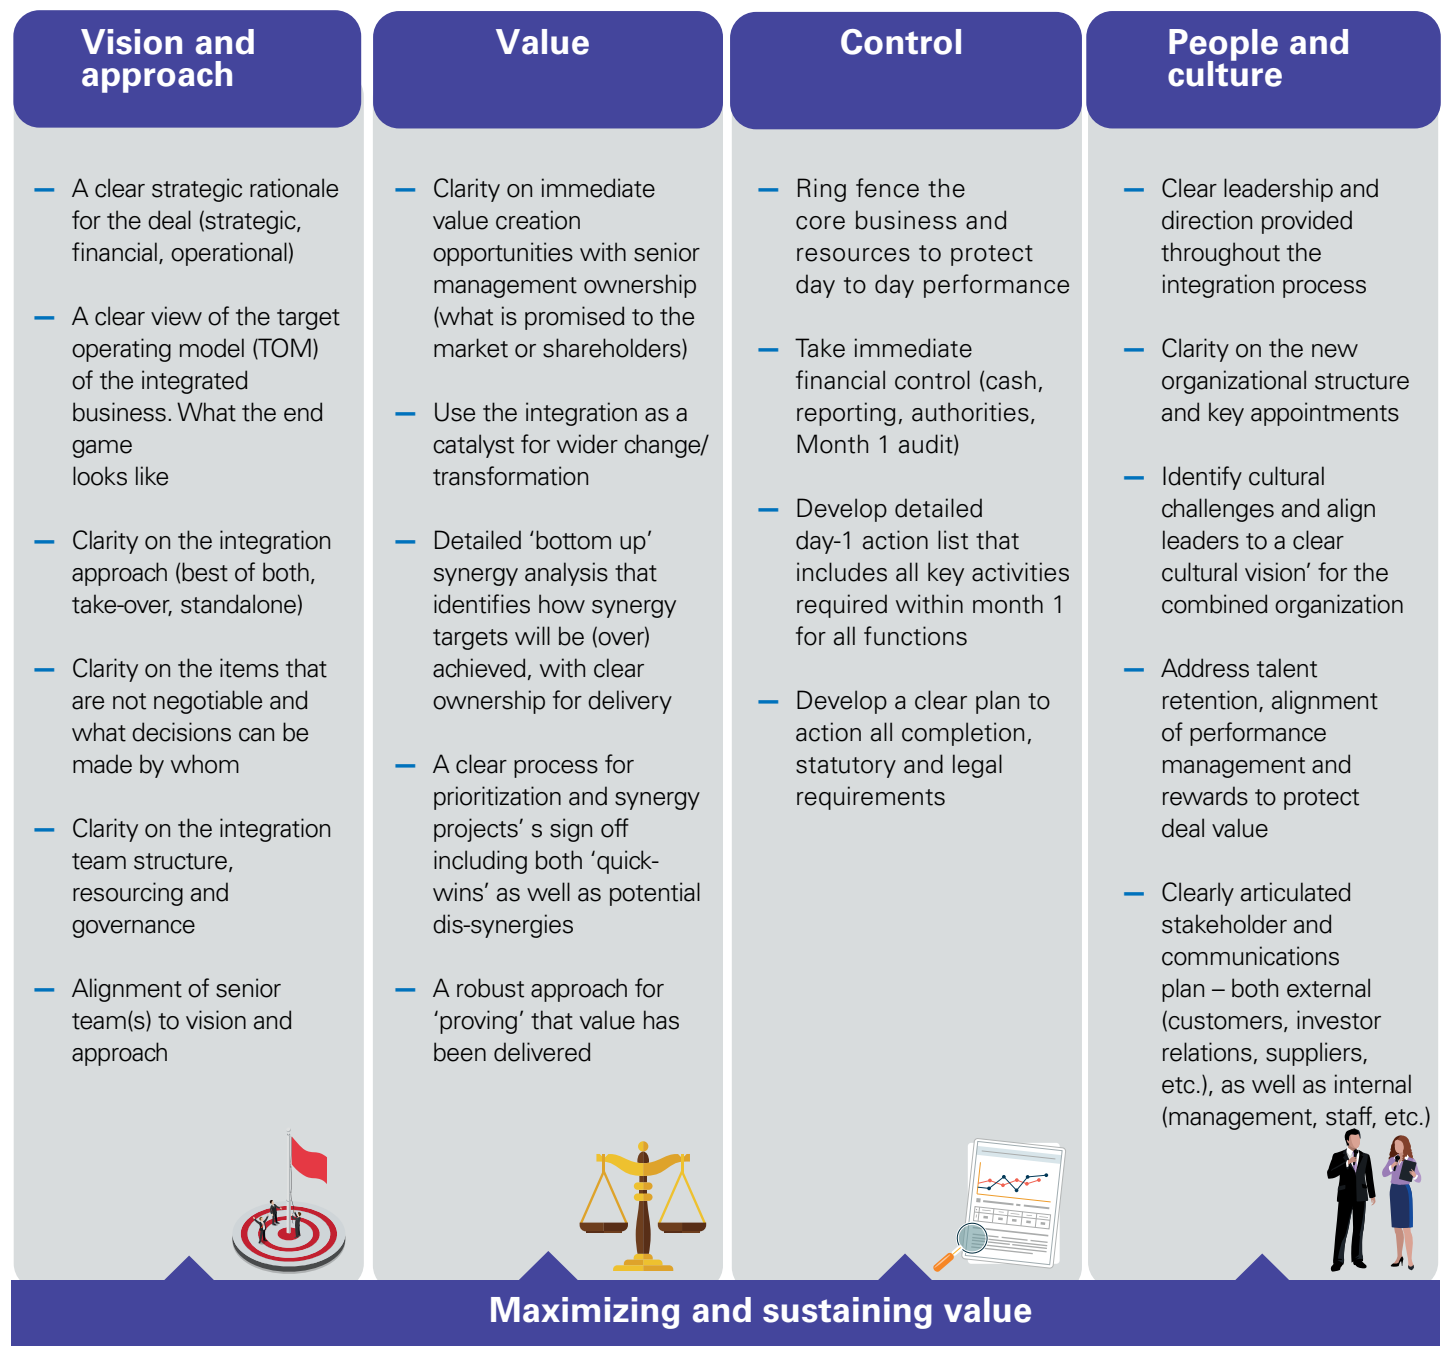 Vision and
approach
— A clear strategic rationale
for the deal (strategic,
financial, operational)
— A clear view of the target
operating model (TOM)
of the integrated
business. What the end
game
looks like
— Clarity on the integration
approach (best of both,
take-over, standalone)
— Clarity on the items that
are not negotiable and
what decisions can be
made by whom
— Clarity on the integration
team structure,
resourcing and
governance
— Alignment of senior
team(s) to vision and
approach
Value
— Clarity on immediate
value creation
opportunities with senior
management ownership
(what is promised to the
market or shareholders)
— Use the integration as a
catalyst for wider change/
transformation
— Detailed ‘bottom up’
synergy analysis that
identifies how synergy
targets will be (over)
achieved, with clear
ownership for delivery
— A clear process for
prioritization and synergy
projects’ s sign off
including both ‘quick-
wins’ as well as potential
dis-synergies
— A robust approach for
‘proving’ that value has
been delivered
Control
— Ring fence the
core business and
resources to protect
day to day performance
— Take immediate
financial control (cash,
reporting, authorities,
Month 1 audit)
— Develop detailed
day-1 action list that
includes all key activities
required within month 1
for all functions
— Develop a clear plan to
action all completion,
statutory and legal
requirements
People and
culture
— Clear leadership and
direction provided
throughout the
integration process
— Clarity on the new
organizational structure
and key appointments
— Identify cultural
challenges and align
leaders to a clear
cultural vision’ for the
combined organization
— Address talent
retention, alignment
of performance
management and
rewards to protect
deal value
— Clearly articulated
stakeholder and
communications
plan – both external
(customers, investor
relations, suppliers,
etc.), as well as internal
(management, staff, etc.)
Maximizing and sustaining value